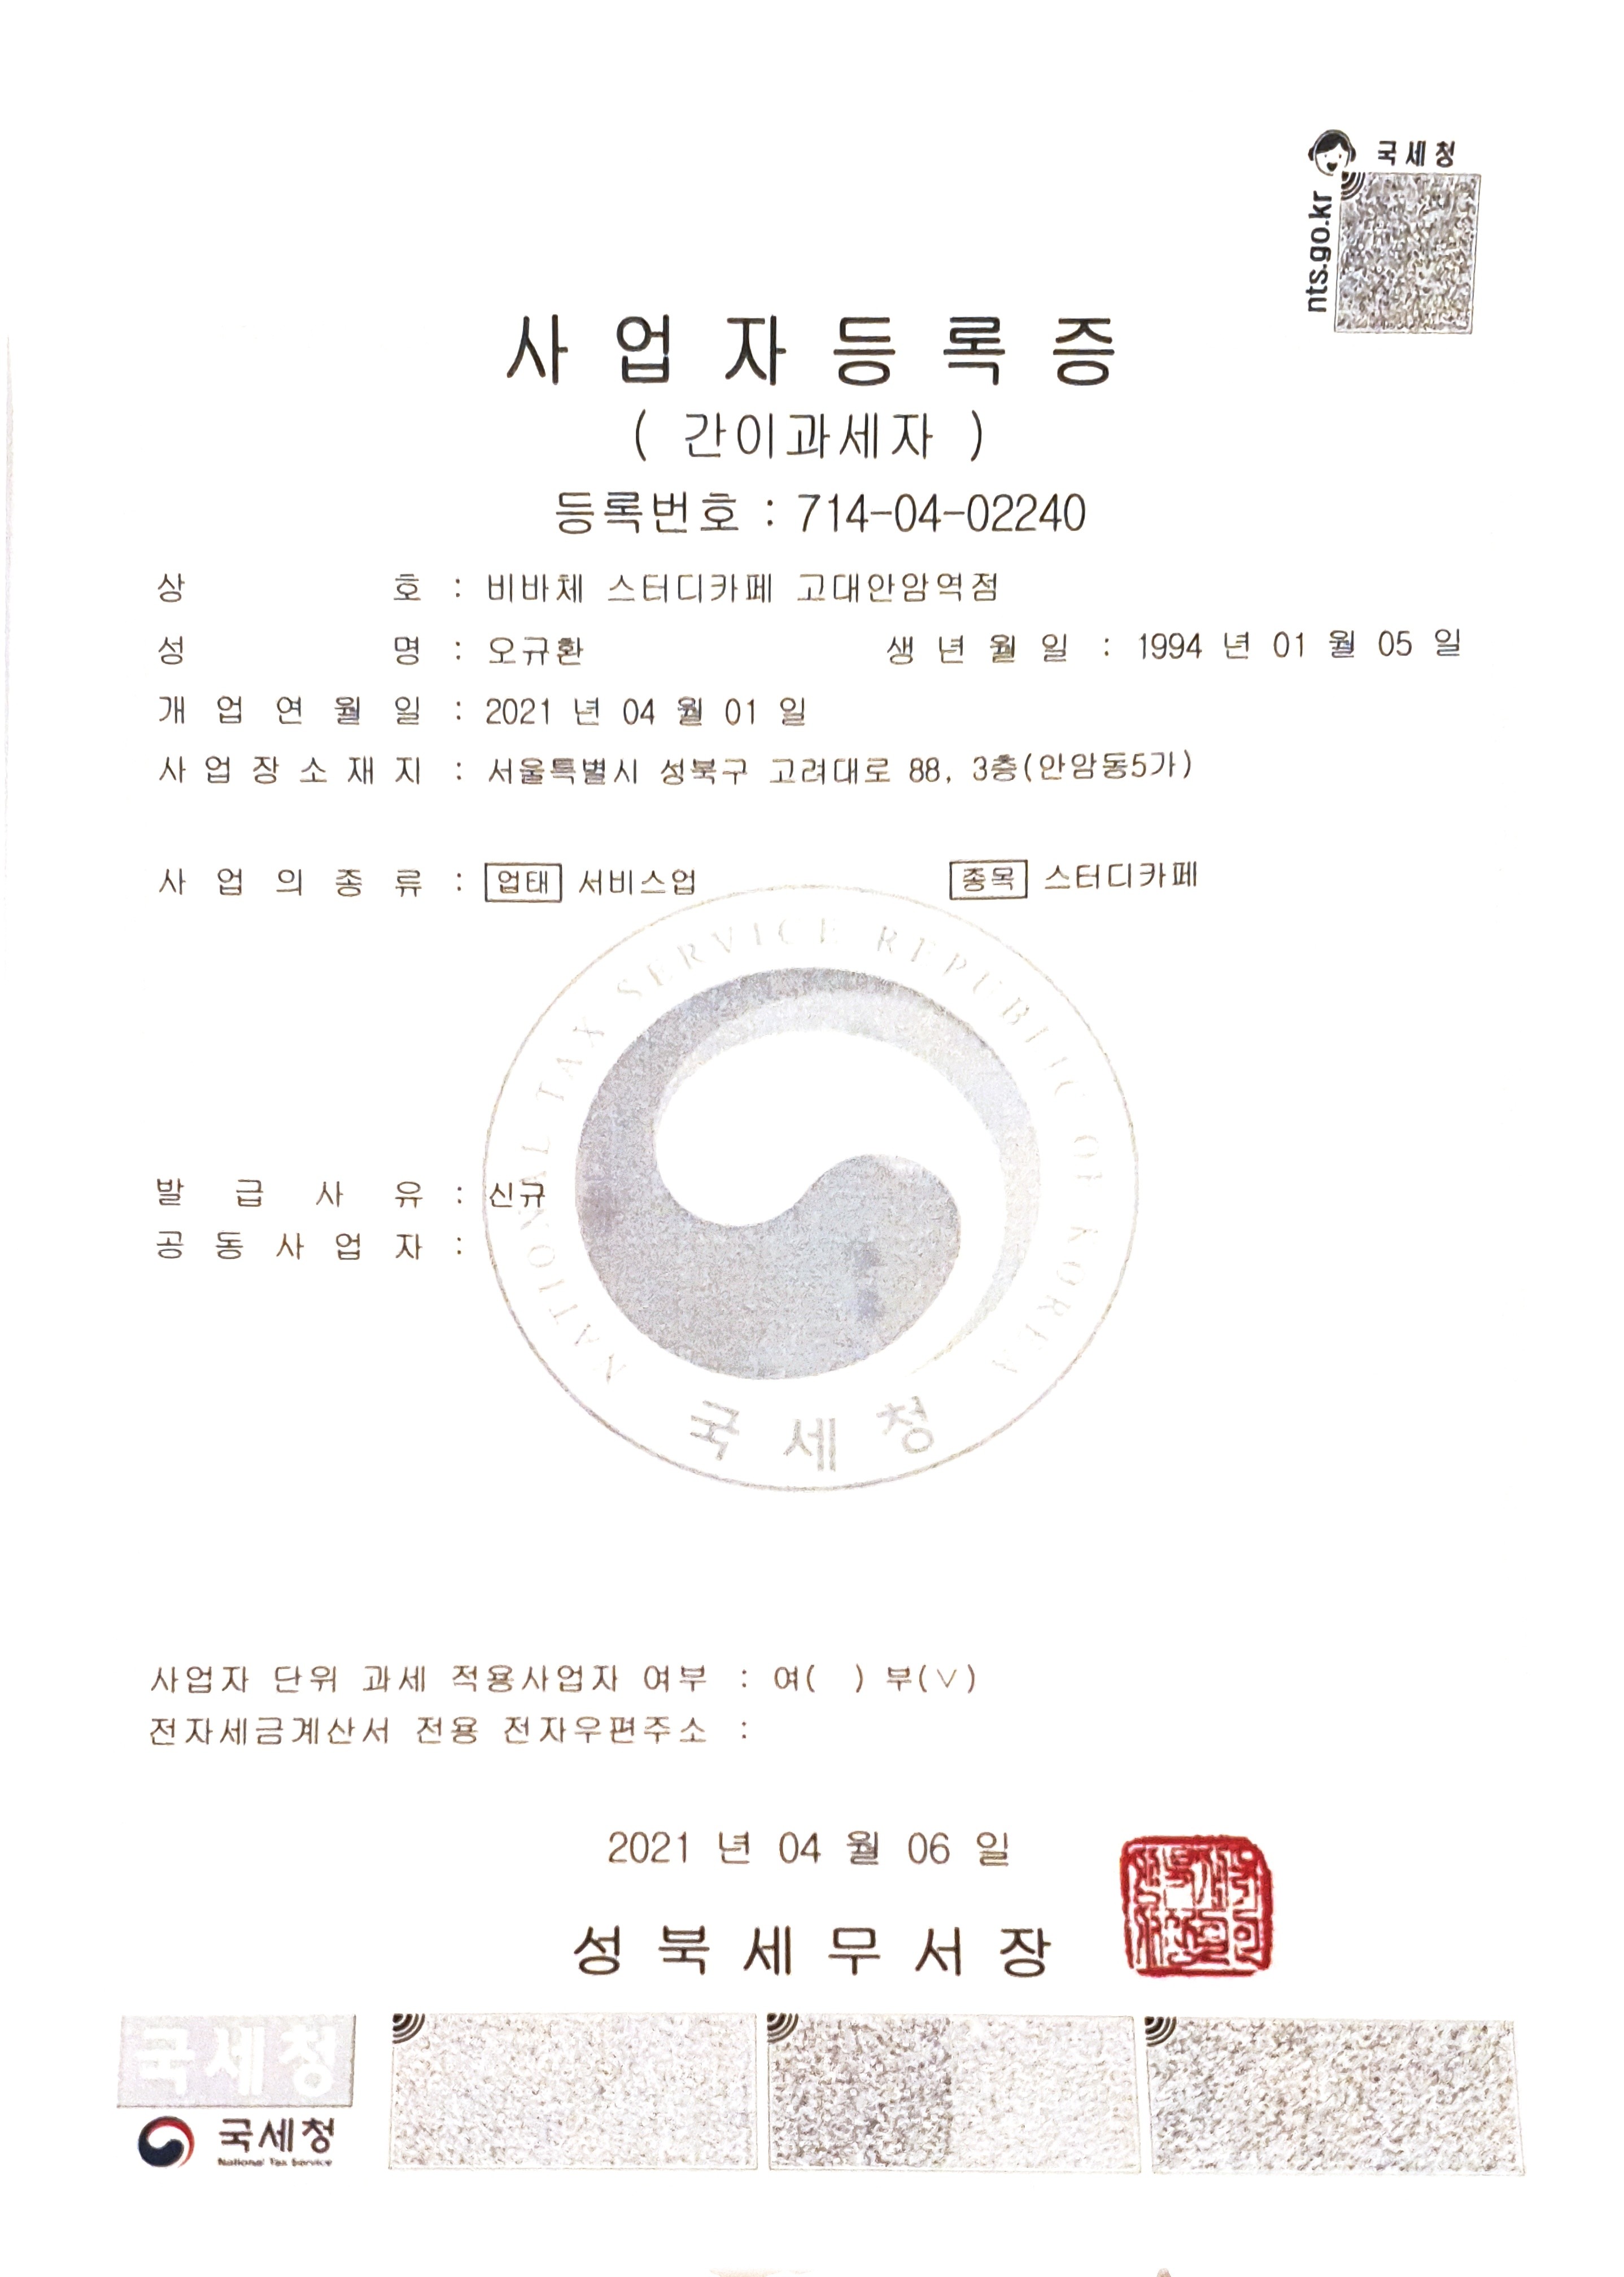 국세청
nts.go.kr
사업자등록증
( 간이과세자 )
등록번호 : 714-04-02240
상 호 : 비바체 스터디카페 고대안암역점
성 명 : 오규환 생년월일 : 1994 년 01 월 05 일
개업연월일 : 2021 년 04 월 01 일
사업장소재지 : 서울특별시 성북구 고려대로 88, 3층(안암동5가)
사업의종류 : 업태 서비스업 종목 스터디카페
NATIONAL TAX SERVICE REPUBLIC OF KOREA
발급사유 : 신규
공동사업자 :
국세청
사업자 단위 과세 적용사업자 여부 : 여( ) 부(∨)
전자세금계산서 전용 전자우편주소 :
2021 년 04 월 06 일
성북세무서장
국세청
국세청
National Tax Service